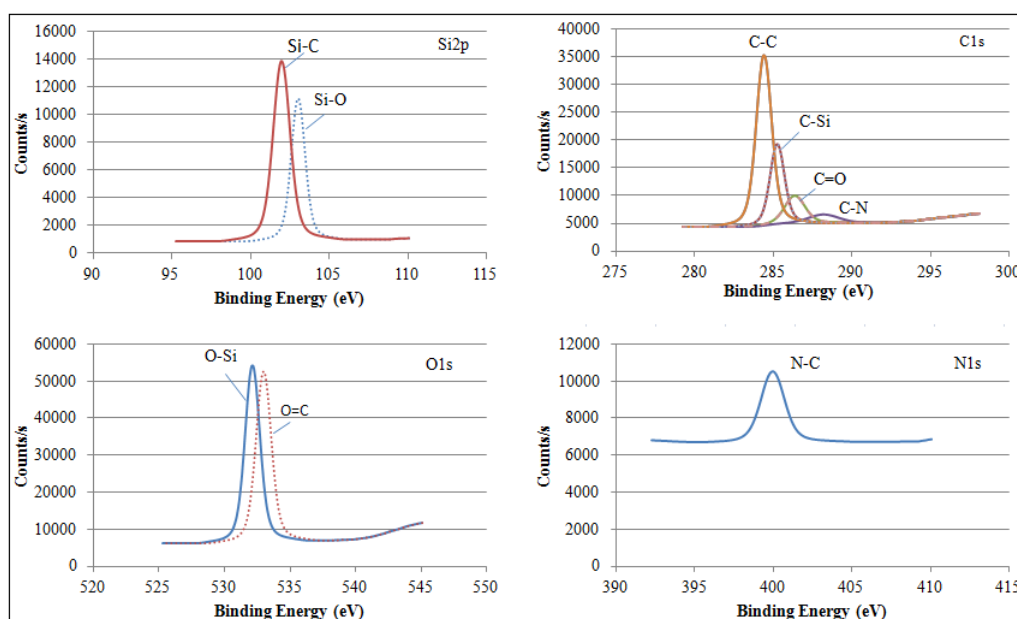 Si2p
Si-C
Si-O
Counts/s
16000
14000
12000
10000
8000
6000
4000
2000
0
90 95 100 105 110 115
Binding Energy (eV)
C1s
C-C
C-Si
C=O
C-N
Counts/s
40000
35000
30000
25000
20000
15000
10000
5000
0
275 280 285 290 295 300
Binding Energy (eV)
O1s
O-Si
O=C
Counts/s
60000
50000
40000
30000
20000
10000
0
520 530 535 540 545 550
Binding Energy (eV)
N1s
N-C
Counts/s
12000
10000
8000
6000
4000
2000
0
390 395 400 405 410 415
Binding Energy (eV)